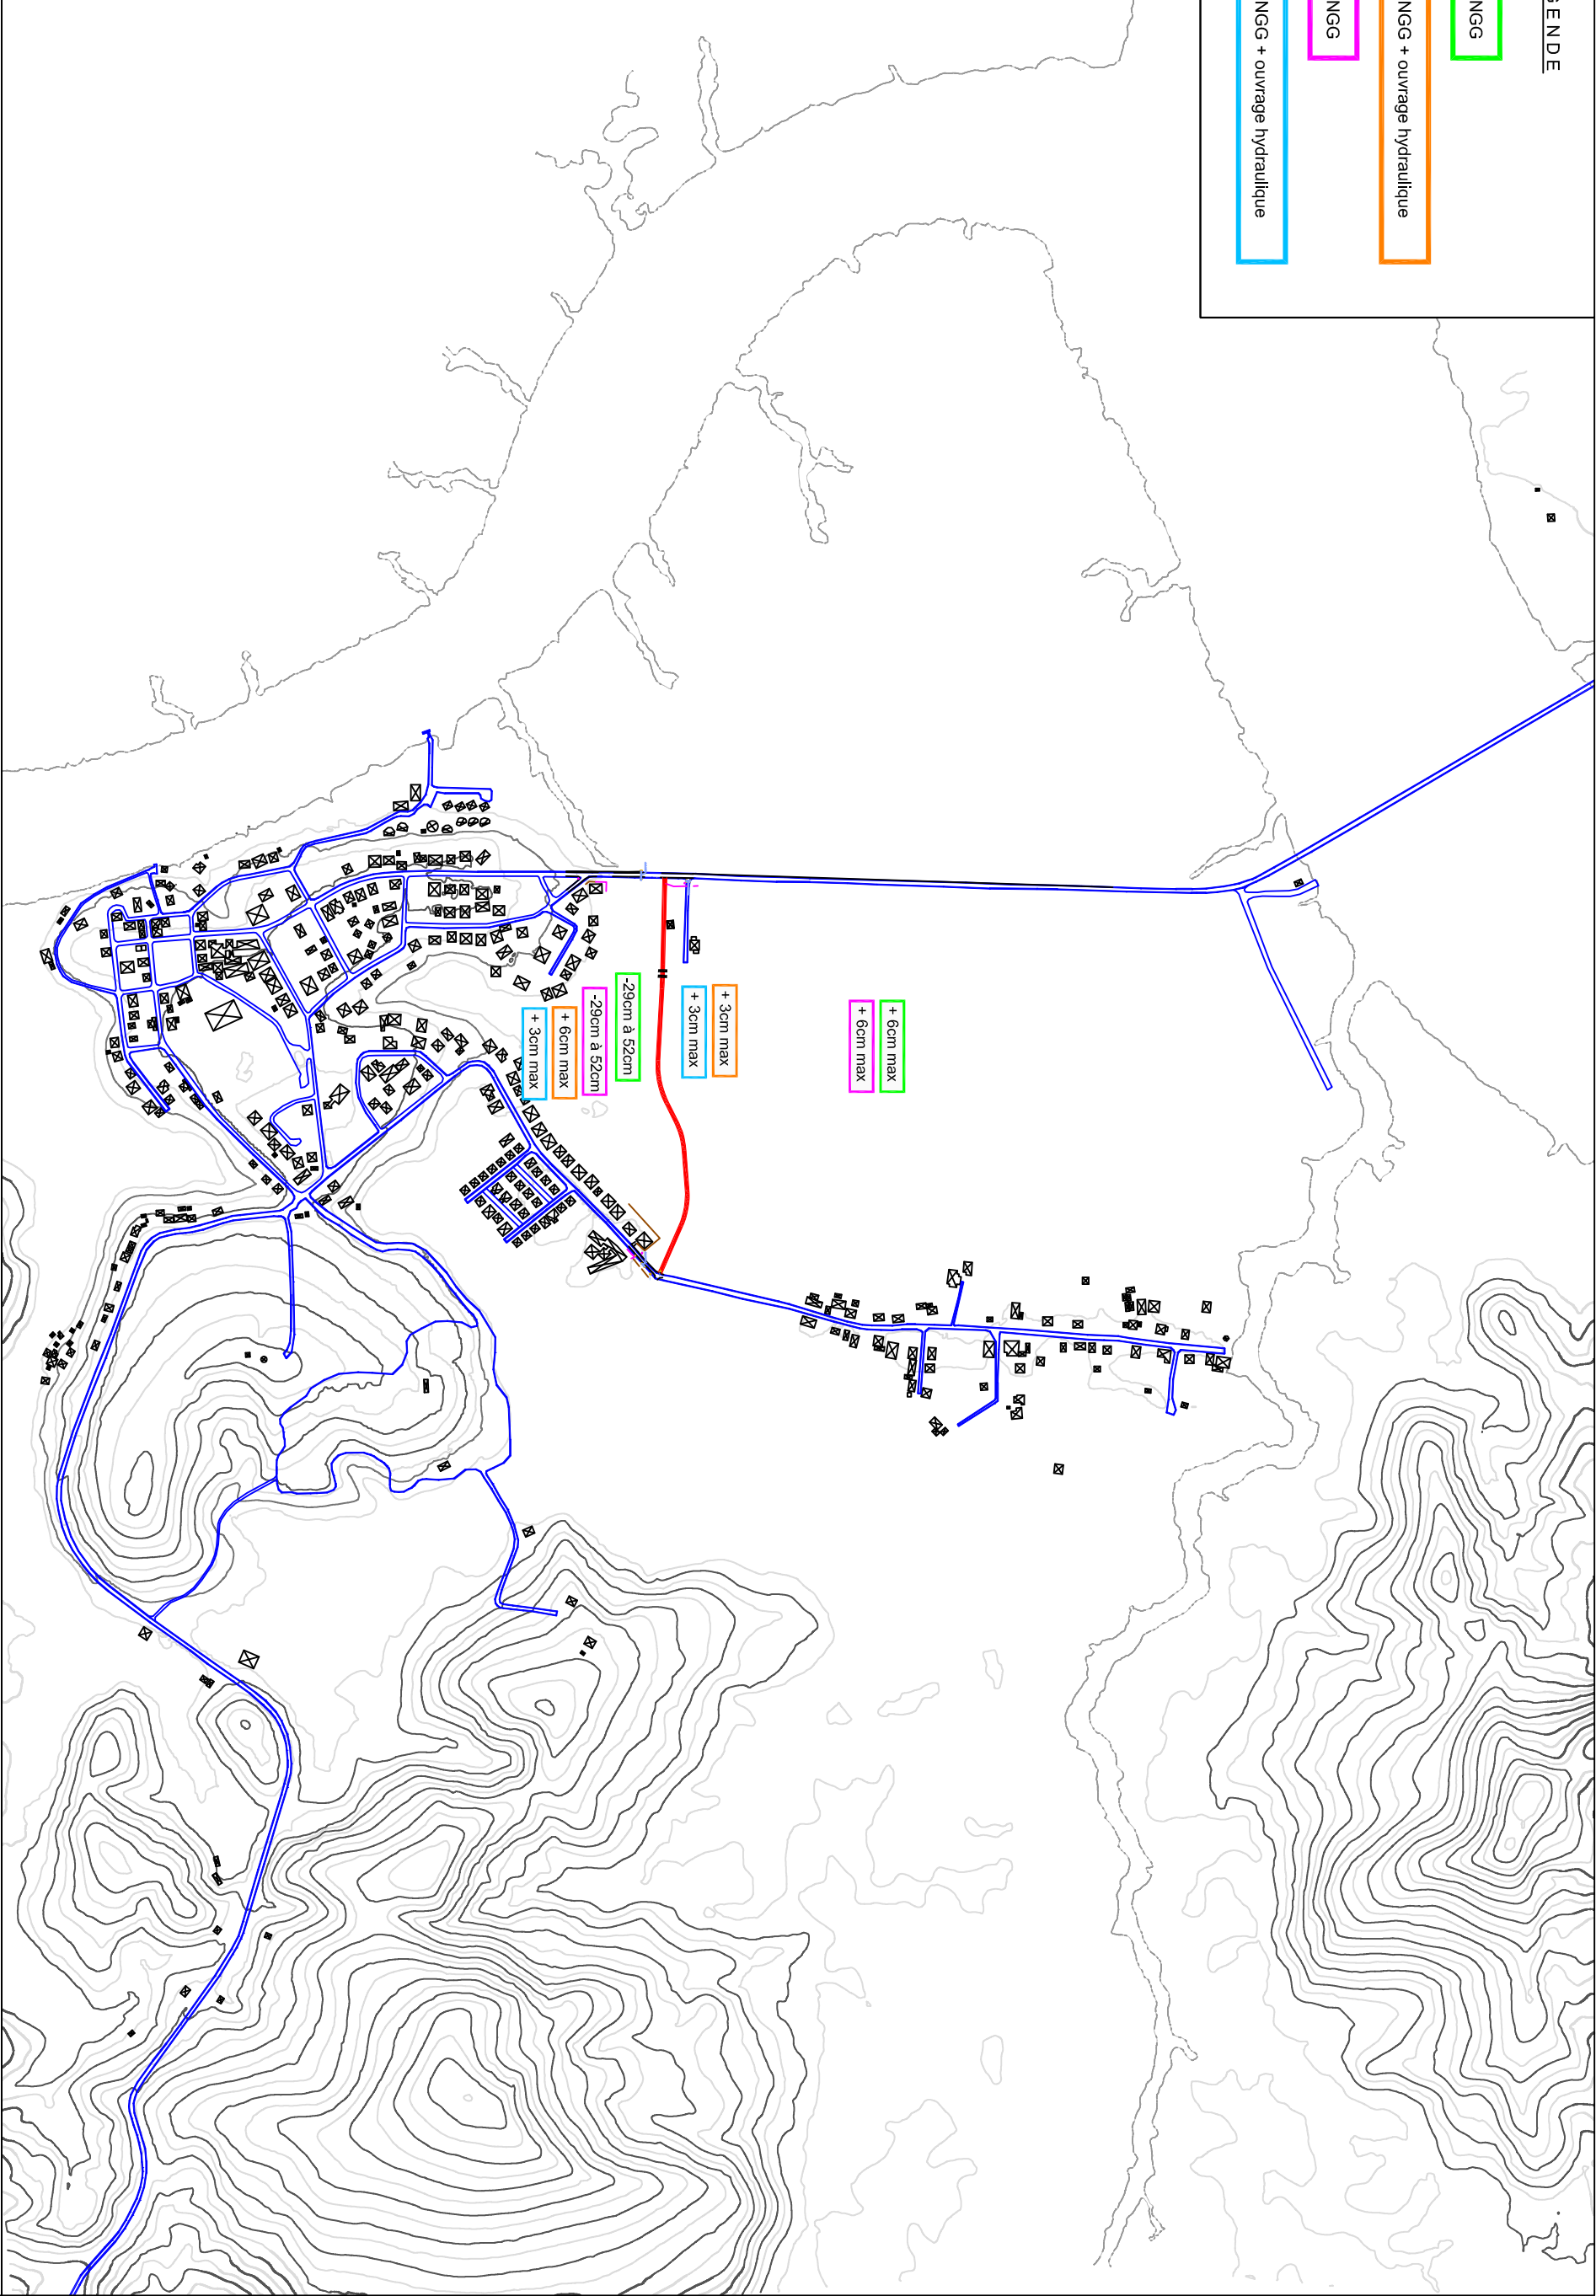 GENDE
NGG
NGG + ouvrage hydraulique
NGG
NGG + ouvrage hydraulique
+ 6cm max
+ 6cm max
+ 3cm max
+ 3cm max
-29cm à 52cm
-29cm à 52cm
+ 6cm max
+ 3cm max